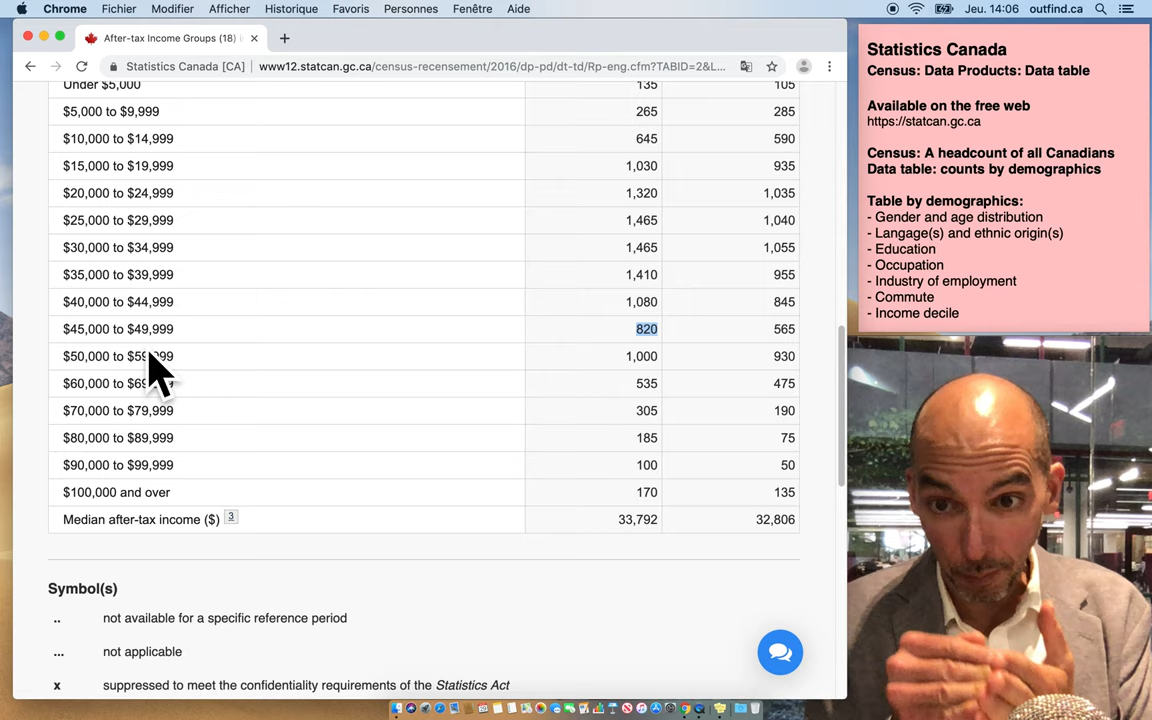 Chrome Fichier Modifier Affichage Historique Favoris Personnes Fenêtre Aide Jeu. 14:06 outfind.ca
After-tax Income Groups (18) i
Statistics Canada [CA] www12.statcan.gc.ca/census-recensement/2016/dp-pd/dt-td/Rp-eng.cfm?TABID=2&L...
Under $5,000 135 105
$5,000 to $9,999 265 285
$10,000 to $14,999 645 590
$15,000 to $19,999 1,030 935
$20,000 to $24,999 1,320 1,035
$25,000 to $29,999 1,465 1,040
$30,000 to $34,999 1,465 1,055
$35,000 to $39,999 1,410 955
$40,000 to $44,999 1,080 845
$45,000 to $49,999 820 565
$50,000 to $59,999 1,000 930
$60,000 to 535 475
$70,000 to $79,999 305 190
$80,000 to $89,999 185 75
$90,000 to $99,999 100 50
$100,000 and over 170 135
Median after-tax income ($) 3 33,792 32,806
Symbol(s)
.. not available for a specific reference period
... not applicable
x suppressed to meet the confidentiality requirements of the Statistics Act
Statistics Canada
Census: Data Products: Data table
Available on the free web
https://statcan.gc.ca
Census: A headcount of all Canadians
Data table: counts by demographics
Table by demographics:
- Gender and age distribution
- Langage(s) and ethnic origin(s)
- Education
- Occupation
- Industry of employment
- Commute
- Income decile